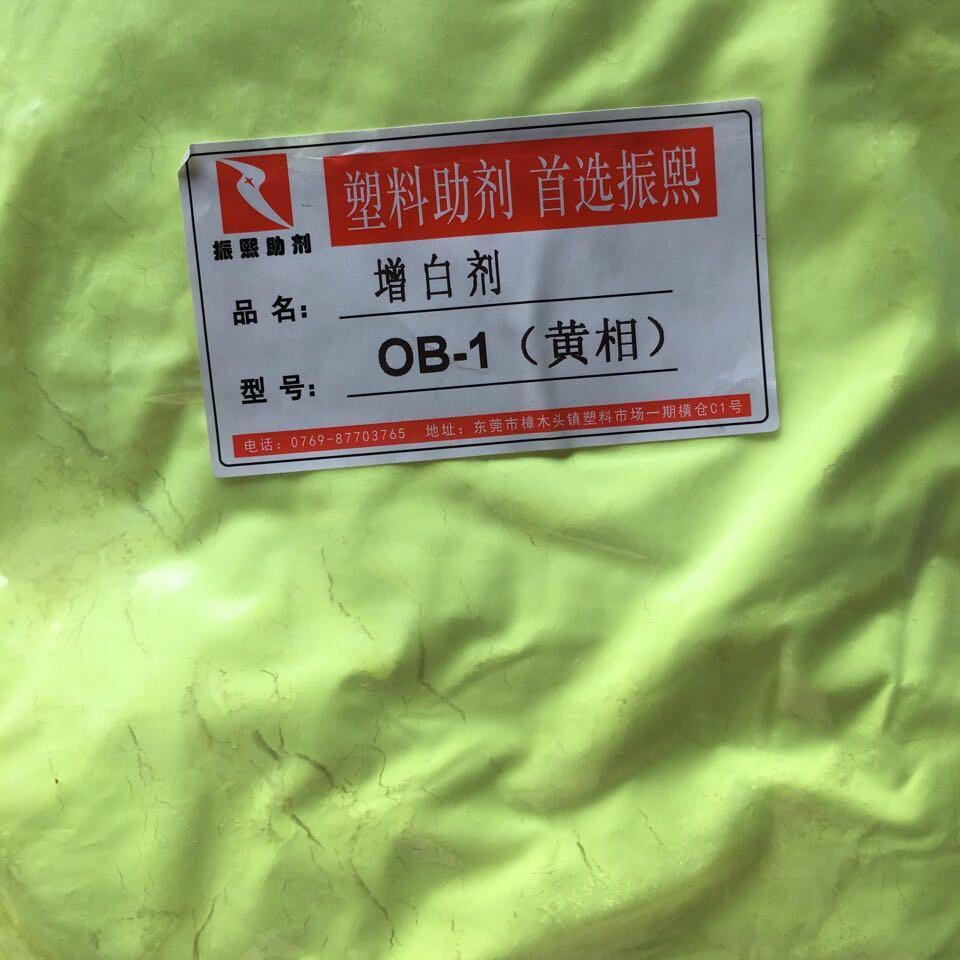 塑料助剂 首选振熙
振熙助剂
品名: 增白剂
型号: OB-1（黄相）
电话: 0769-87703765 地址: 东莞市樟木头镇塑料市场一期横仓C1号